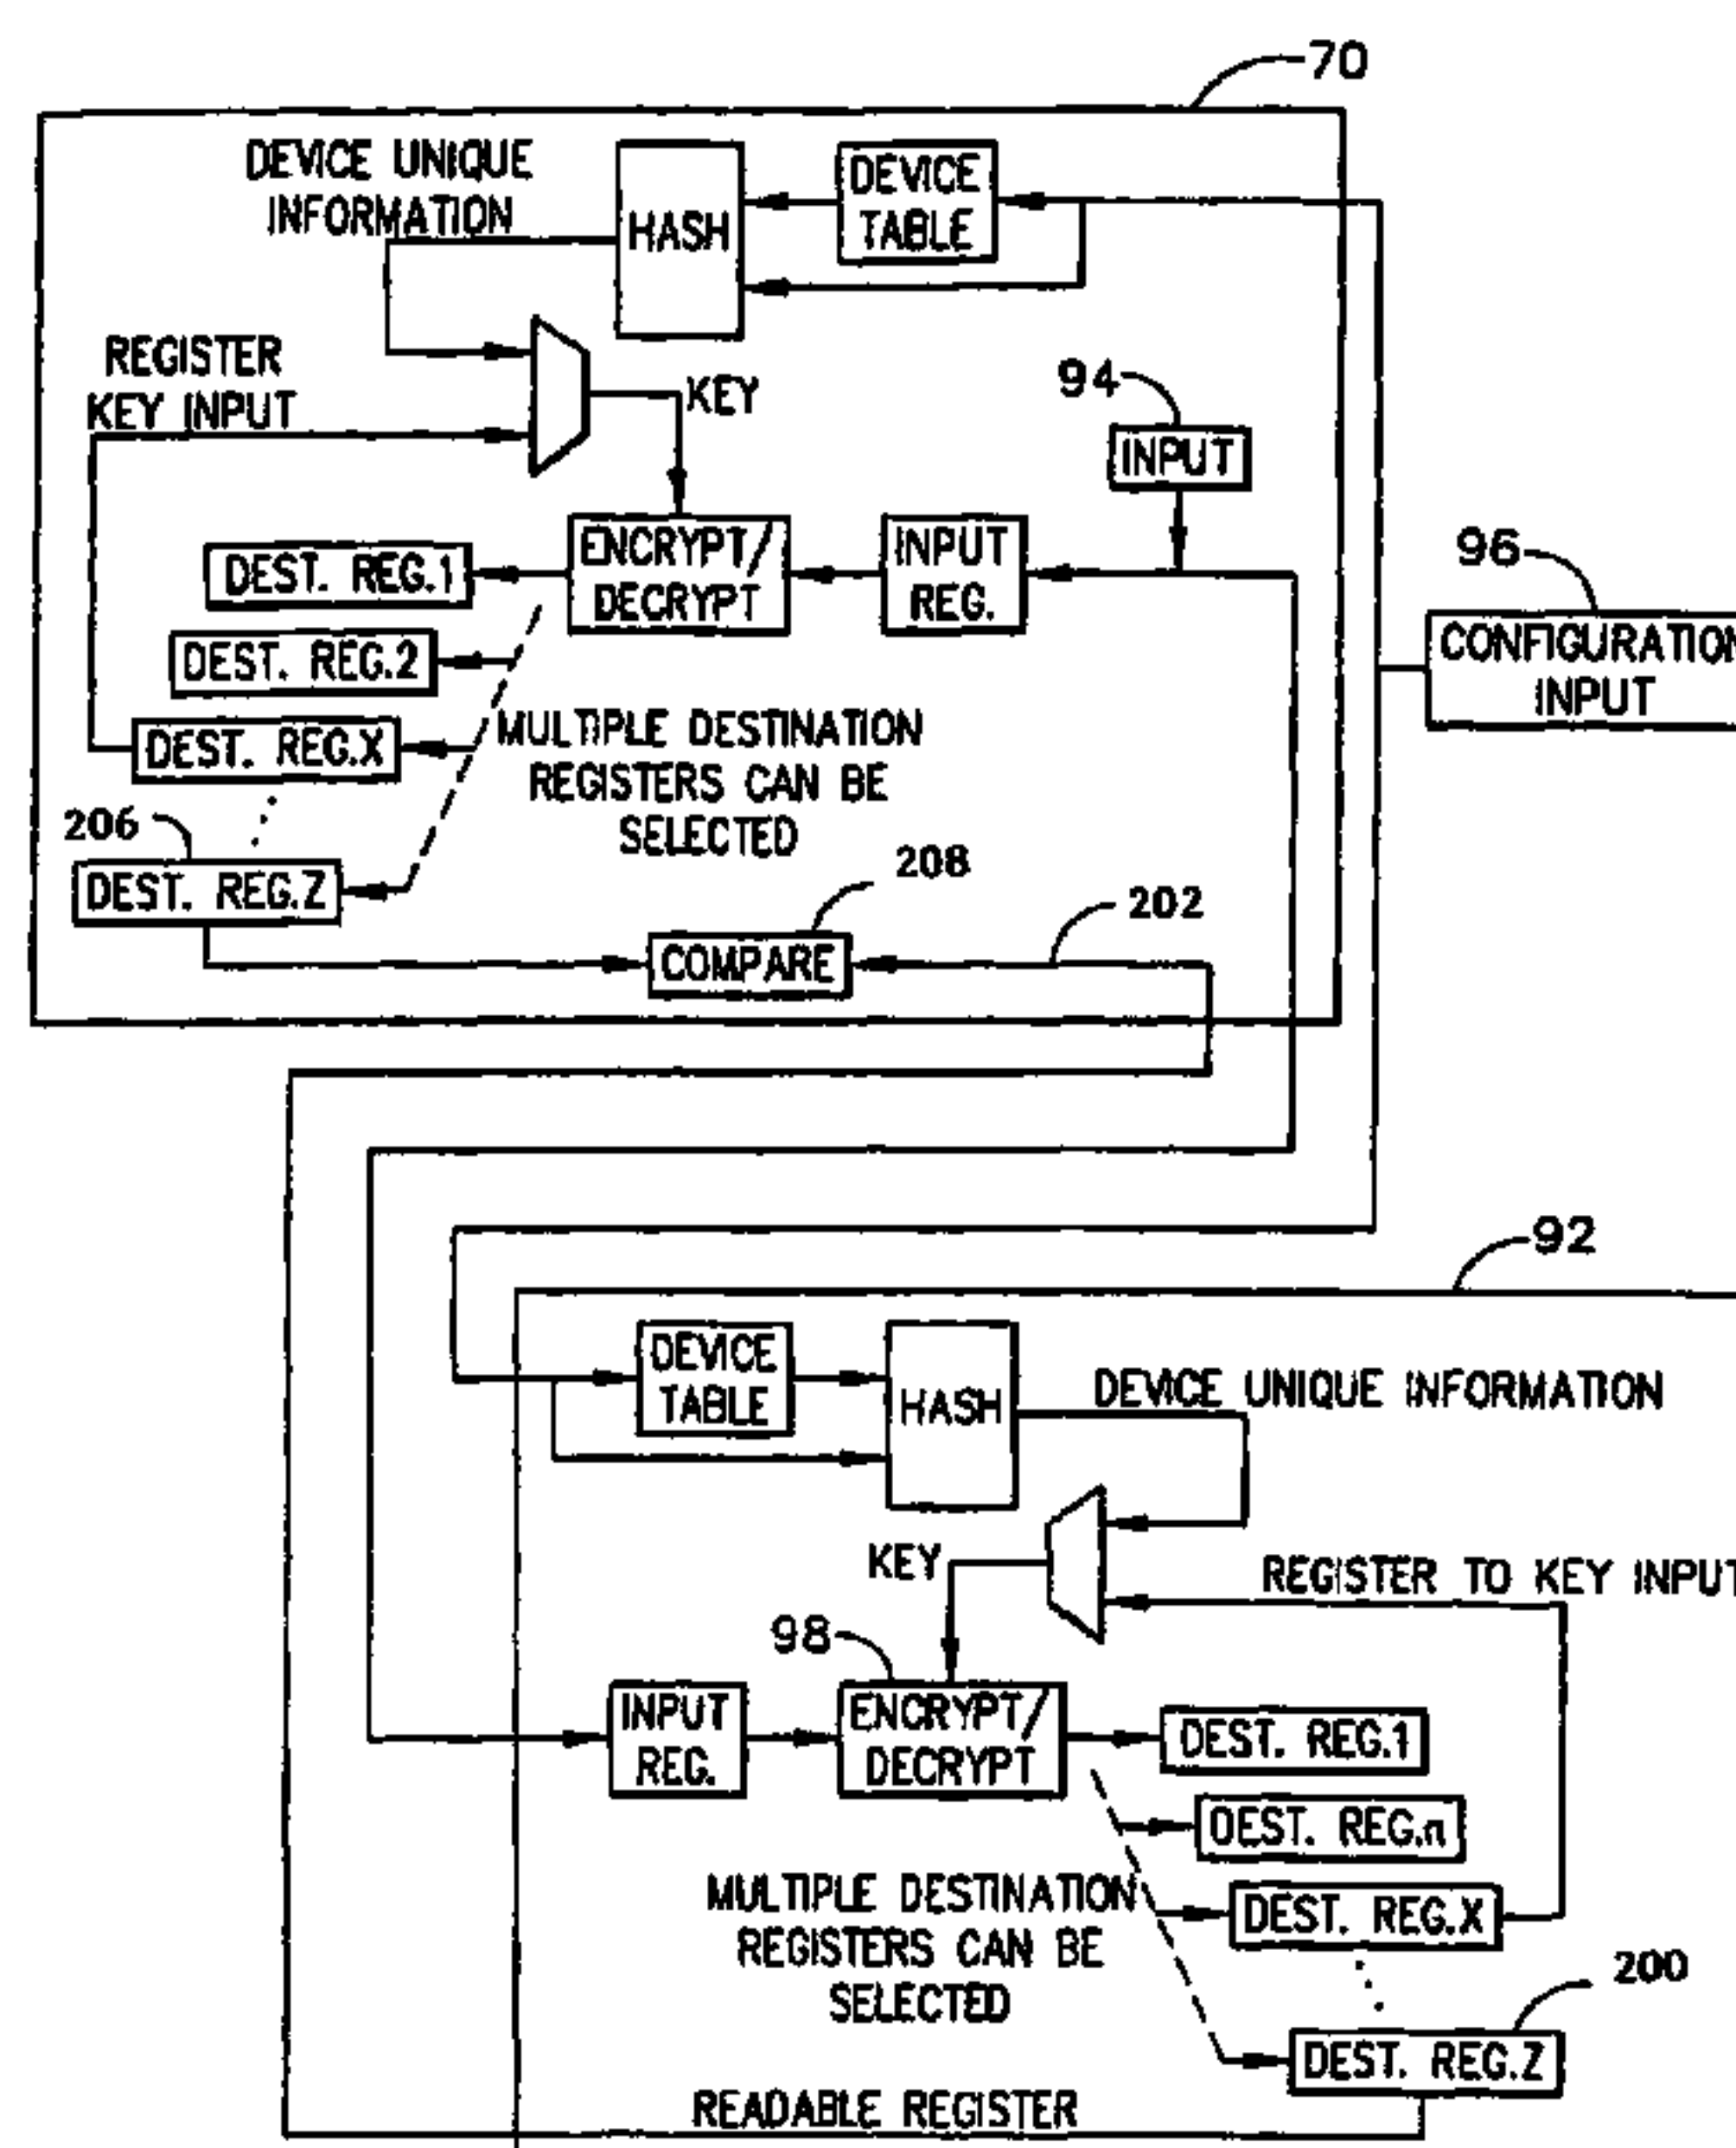 70
DEVICE UNIQUE
INFORMATION
HASH
DEVICE
TABLE
REGISTER
KEY INPUT
KEY
94
INPUT
ENCRYPT/
DECRYPT
INPUT
REG.
DEST. REG.1
DEST. REG.2
DEST. REG.X
96
CONFIGURATION
INPUT
MULTIPLE DESTINATION
REGISTERS CAN BE
SELECTED
206
DEST. REG.Z
208
COMPARE
202
92
DEVICE
TABLE
HASH
DEVICE UNIQUE INFORMATION
KEY
REGISTER TO KEY INPUT
98
INPUT
REG.
ENCRYPT/
DECRYPT
DEST. REG.1
OEST. REG.n
DEST. REG.X
MULTIPLE DESTINATION
REGISTERS CAN BE
SELECTED
200
DEST. REG.Z
READABLE REGISTER